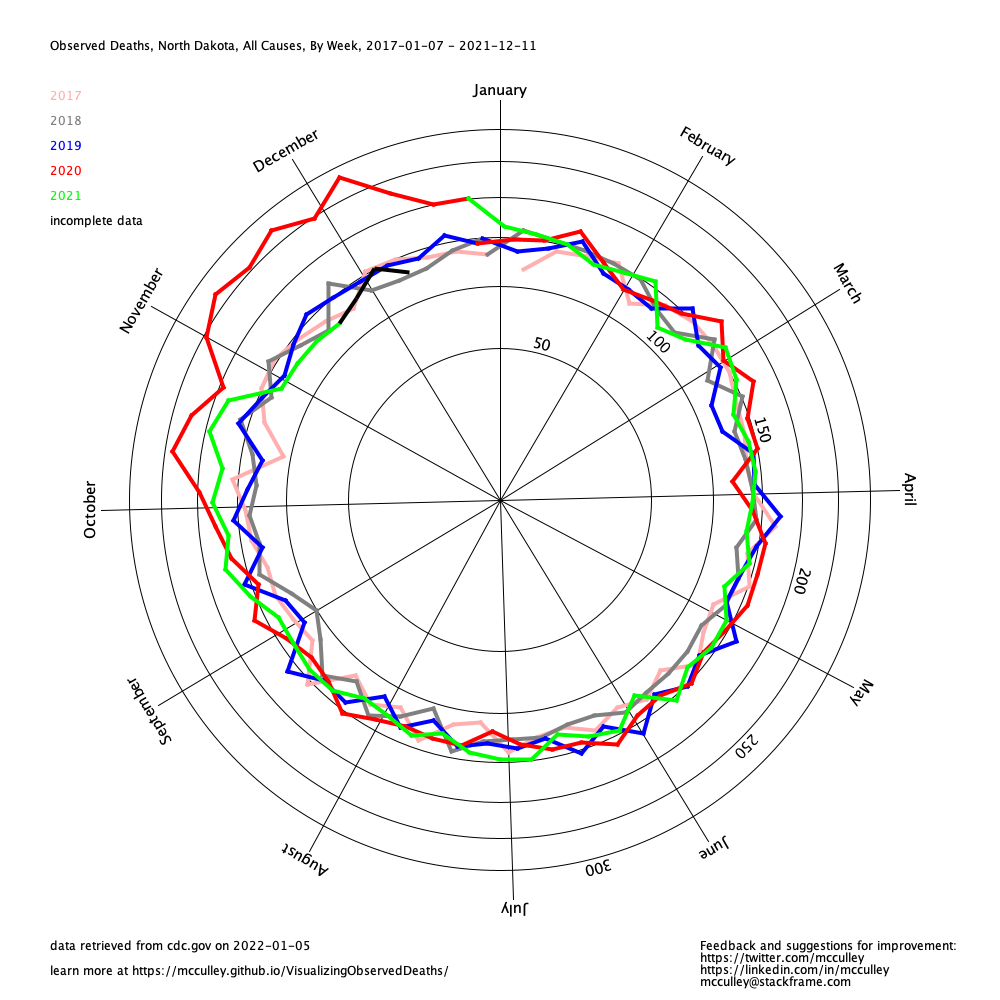 Observed Deaths, North Dakota, All Causes, By Week, 2017-01-07 - 2021-12-11
2017
2018
2019
2020
2021
incomplete data
January
February
March
April
May
June
July
August
September
October
November
December
50
100
150
200
250
300
data retrieved from cdc.gov on 2022-01-05
learn more at https://mcculley.github.io/VisualizingObservedDeaths/
Feedback and suggestions for improvement:
https://twitter.com/mcculley
https://linkedin.com/in/mcculley
mcculley@stackframe.com